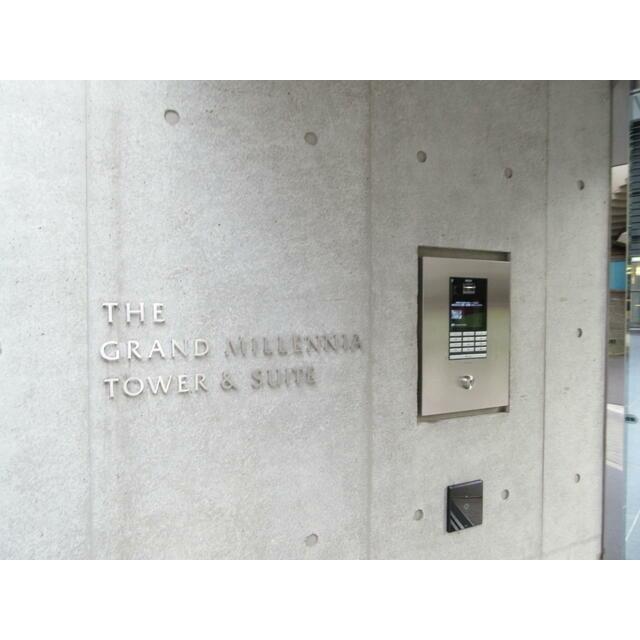 THE
GRAND MILLENNIA
TOWER & SUITE